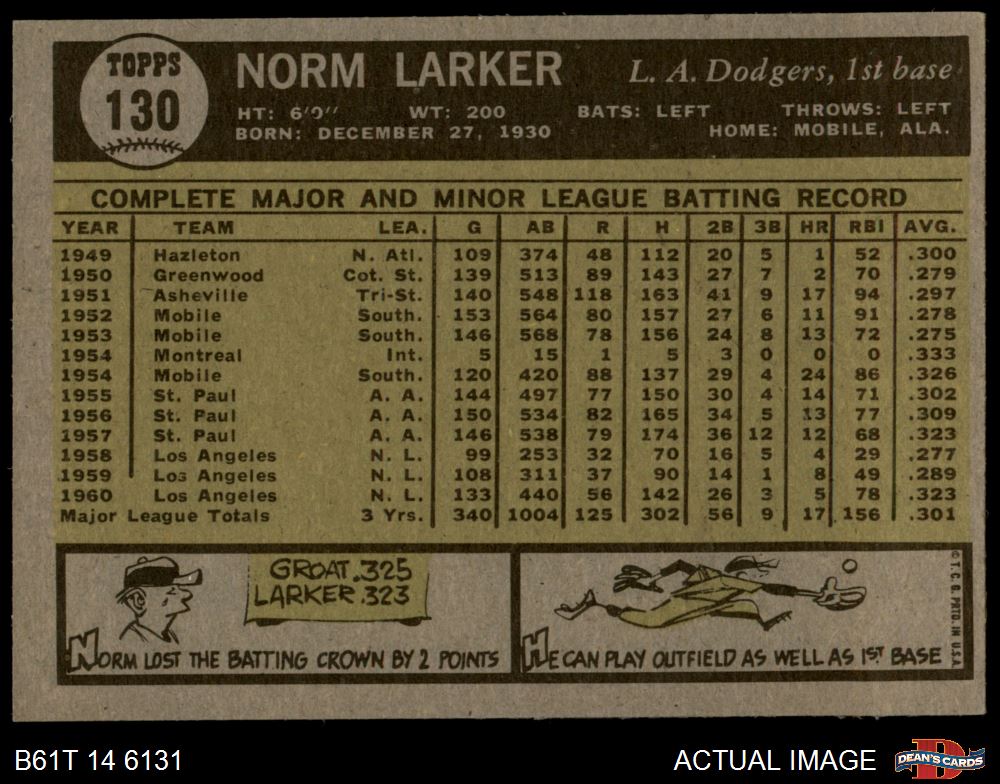 TOPPS
130
NORM LARKER L. A. Dodgers, 1st base
HT: 6'0" WT: 200 BATS: LEFT THROWS: LEFT
BORN: DECEMBER 27, 1930 HOME: MOBILE, ALA.
COMPLETE MAJOR AND MINOR LEAGUE BATTING RECORD
YEAR TEAM LEA. G AB R H 2B 3B HR RBI AVG.
1949 Hazleton N. Atl. 109 374 48 112 20 5 1 52 .300
1950 Greenwood Cot. St. 139 513 89 143 27 7 2 70 .279
1951 Asheville Tri-St. 140 548 118 163 41 9 17 94 .297
1952 Mobile South. 153 564 80 157 27 6 11 91 .278
1953 Mobile South. 146 568 78 156 24 8 13 72 .275
1954 Montreal Int. 5 15 1 5 3 0 0 0 .333
1954 Mobile South. 120 420 88 137 29 4 24 86 .326
1955 St. Paul A. A. 144 497 77 150 30 4 14 71 .302
1956 St. Paul A. A. 150 534 82 165 34 5 13 77 .309
1957 St. Paul A. A. 146 538 79 174 36 12 12 68 .323
1958 Los Angeles N. L. 99 253 32 70 16 5 4 29 .277
1959 Los Angeles N. L. 108 311 37 90 14 1 8 49 .289
1960 Los Angeles N. L. 133 440 56 142 26 3 5 78 .323
Major League Totals 3 Yrs. 340 1004 125 302 56 9 17 156 .301
GROAT .325
LARKER .323
NORM LOST THE BATTING CROWN BY 2 POINTS
HE CAN PLAY OUTFIELD AS WELL AS 1ST BASE
© T. C. G. PRTD. IN U.S.A.
B61T 14 6131
ACTUAL IMAGE
DEAN'S CARDS